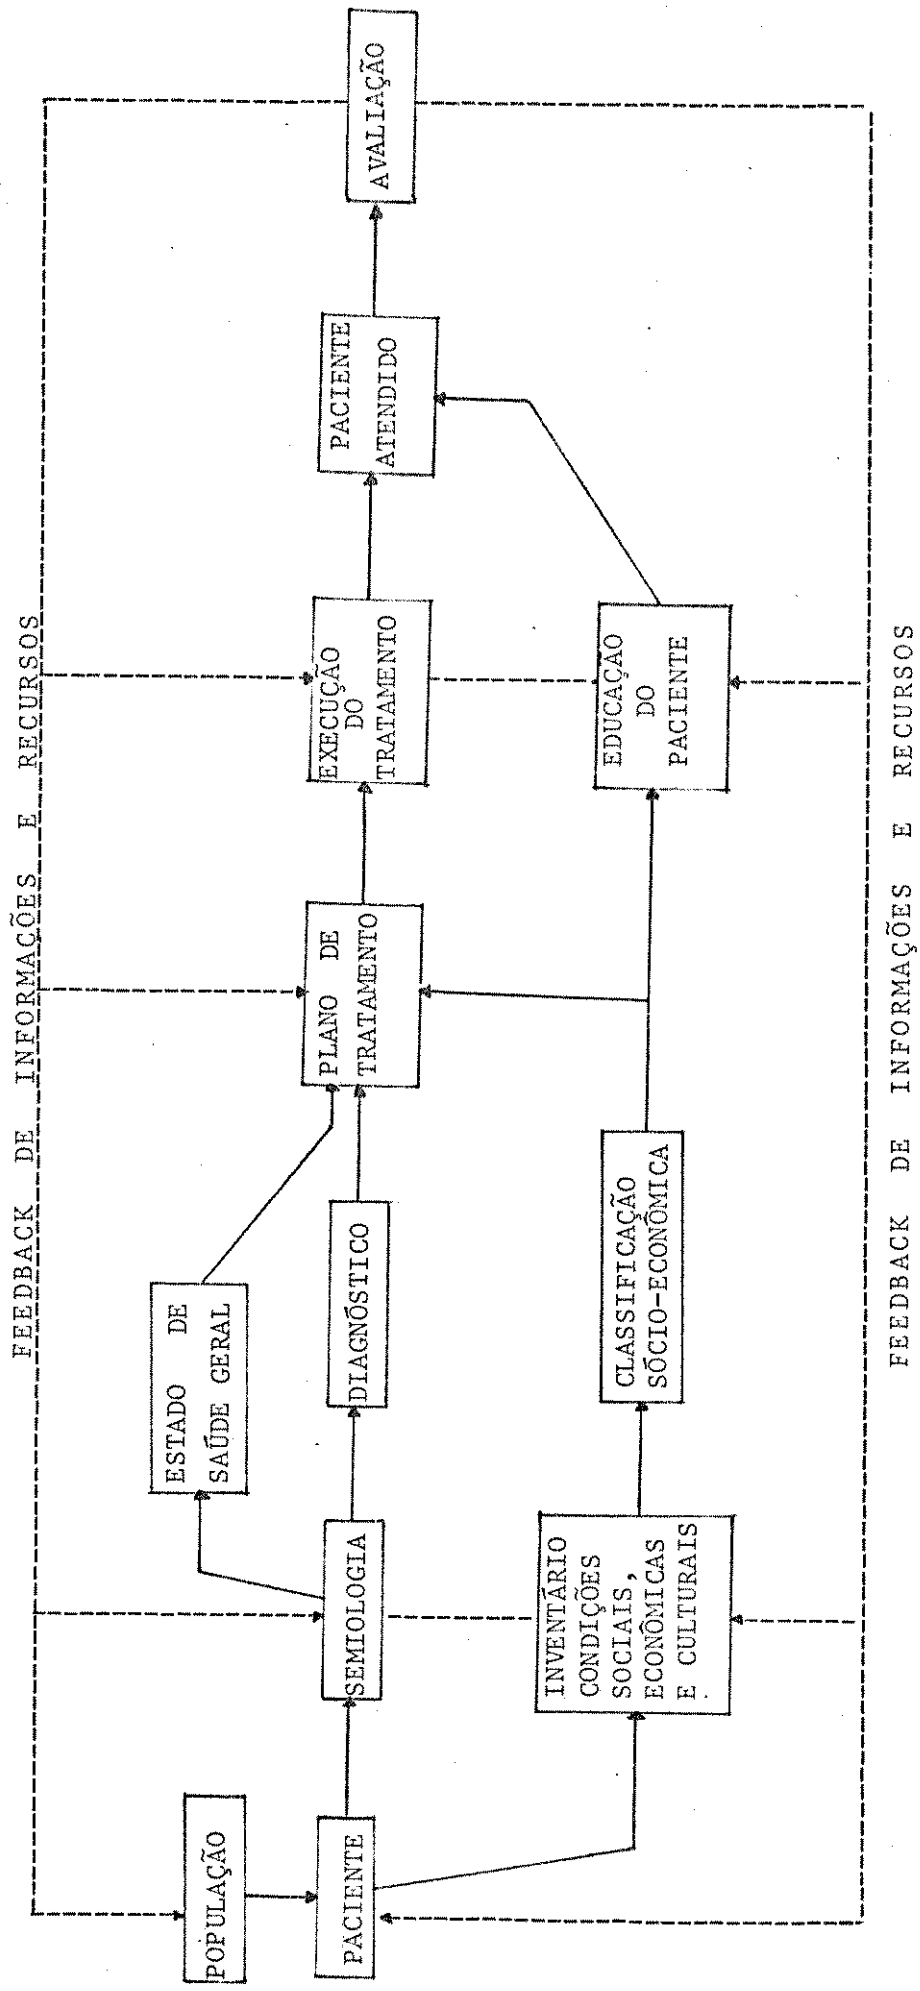 FEEDBACK DE INFORMAÇÕES E RECURSOS
POPULAÇÃO
PACIENTE
SEMIOLOGIA
ESTADO DE
SAÚDE GERAL
DIAGNÓSTICO
PLANO DE
TRATAMENTO
EXECUÇÃO
DO
TRATAMENTO
PACIENTE
ATENDIDO
AVALIAÇÃO
INVENTÁRIO
CONDIÇÕES
SOCIAIS,
ECONÔMICAS
E CULTURAIS
CLASSIFICAÇÃO
SÓCIO-ECONÔMICA
EDUCAÇÃO
DO
PACIENTE
FEEDBACK DE INFORMAÇÕES E RECURSOS